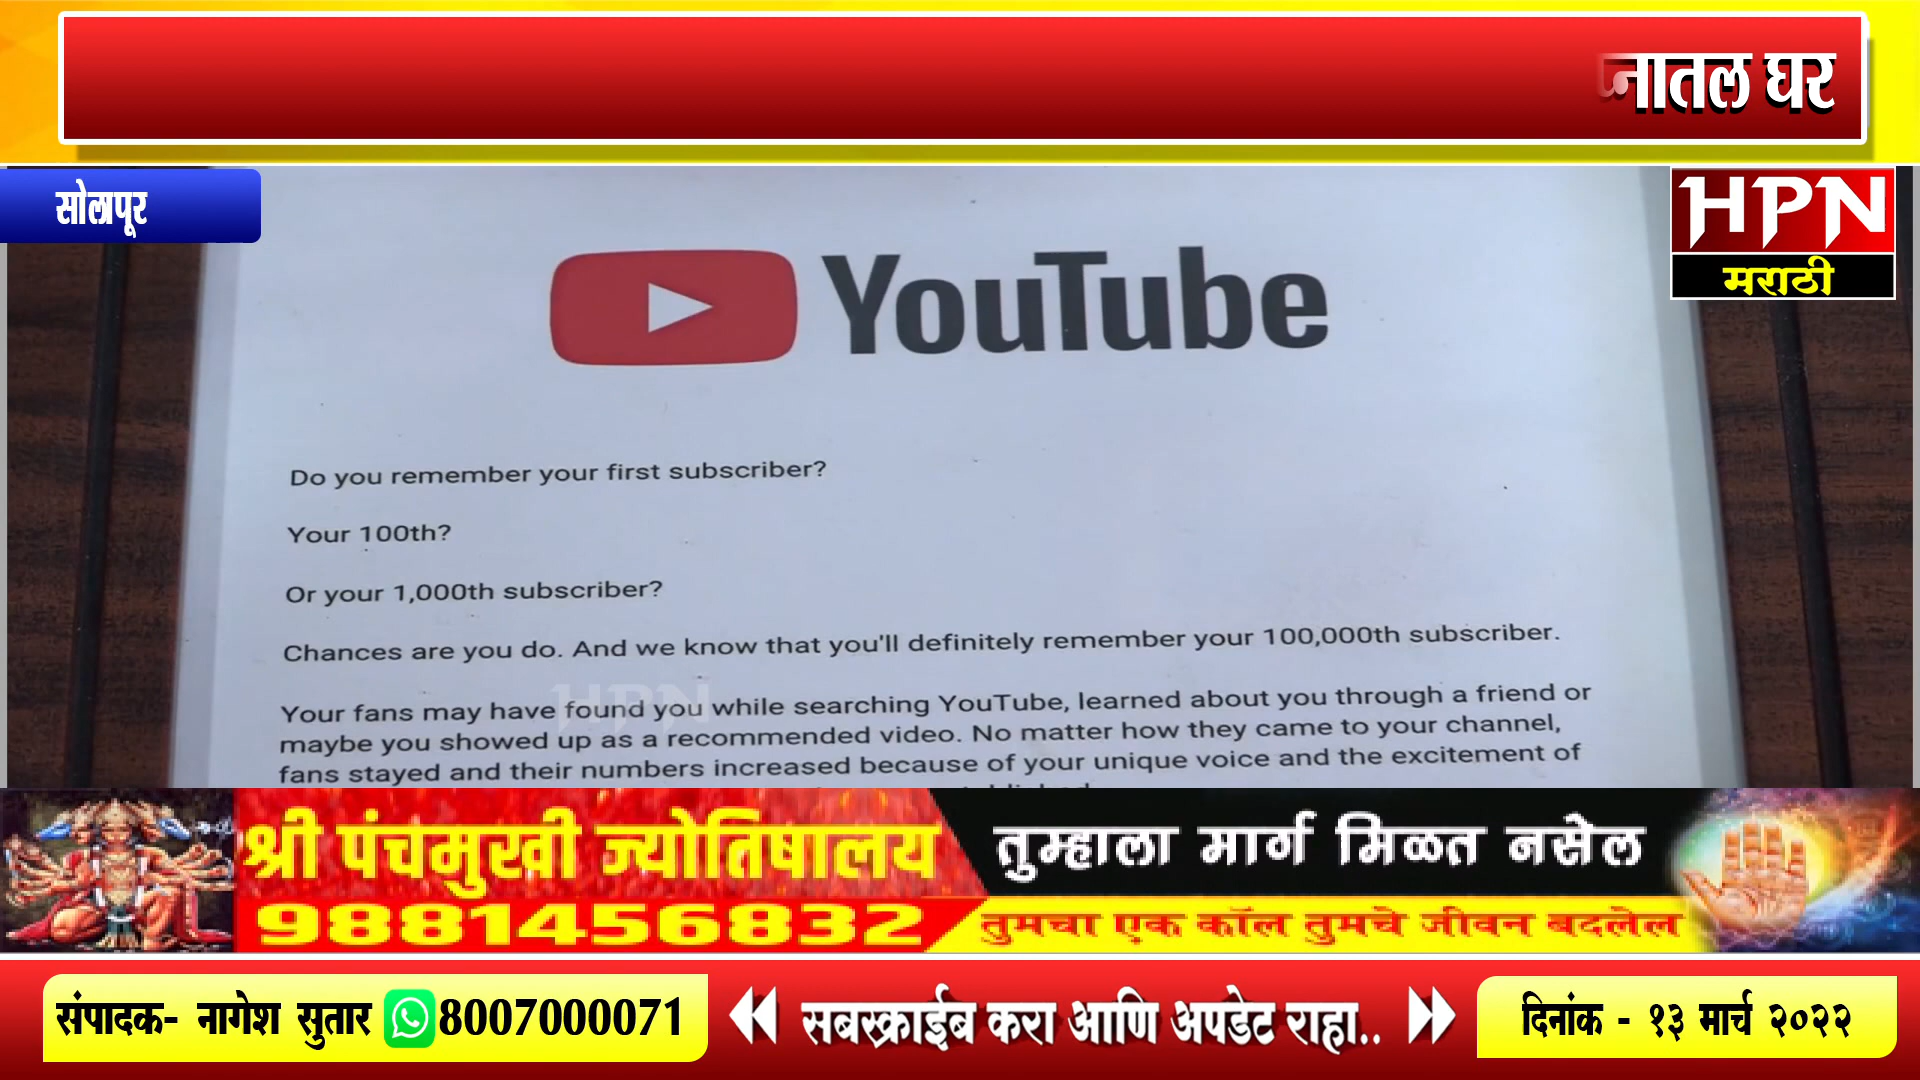 घर
सोलापूर
HPN
मराठी
YouTube
Do you remember your first subscriber?
Your 100th?
Or your 1,000th subscriber?
Chances are you do. And we know that you'll definitely remember your 100,000th subscriber.
Your fans may have found you while searching YouTube, learned about you through a friend or
maybe you showed up as a recommended video. No matter how they came to your channel,
fans stayed and their numbers increased because of your unique voice and the excitement of
HPN
श्री पंचमुखी ज्योतिषालय
9881456832
तुम्हाला मार्ग मिळत नसेल
तुमचा एक कॉल तुमचे जीवन बदलेल
संपादक- नागेश सुतार 8007000071
सबस्क्राईब करा आणि अपडेट राहा..
दिनांक - १३ मार्च २०२२